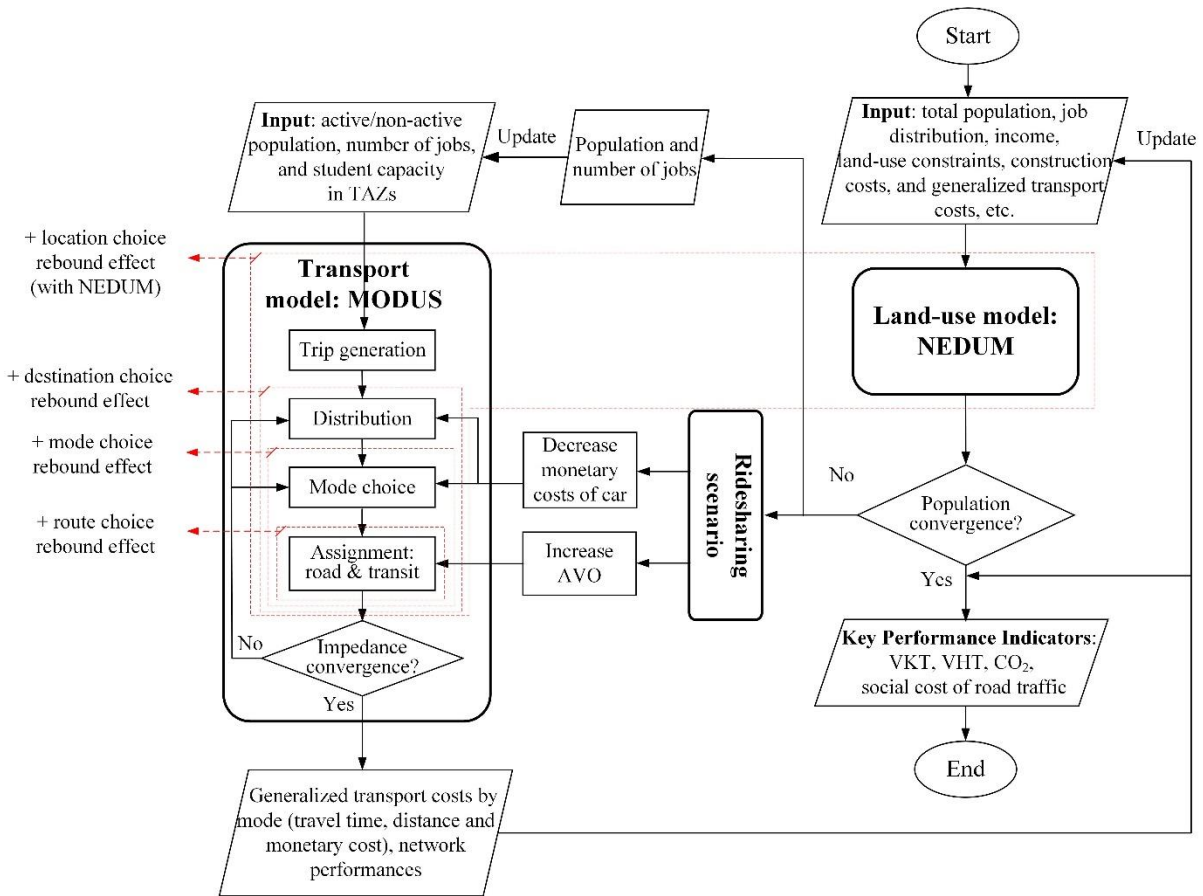 Start
Input: active/non-active
population, number of jobs,
and student capacity
in TAZs
Update
Population and
number of jobs
Input: total population, job
distribution, income,
land-use constraints, construction
costs, and generalized transport
costs, etc.
Update
+ location choice
rebound effect
(with NEDUM)
Transport
model: MODUS
Land-use model:
NEDUM
Trip generation
+ destination choice
rebound effect
Distribution
+ mode choice
rebound effect
Mode choice
Decrease
monetary
costs of car
Ridesharing
scenario
No
Population
convergence?
+ route choice
rebound effect
Assignment:
road & transit
Increase
AVO
Yes
No
Impedance
convergence?
Yes
Key Performance Indicators:
VKT, VHT, CO₂,
social cost of road traffic
End
Generalized transport costs by
mode (travel time, distance and
monetary cost), network
performances